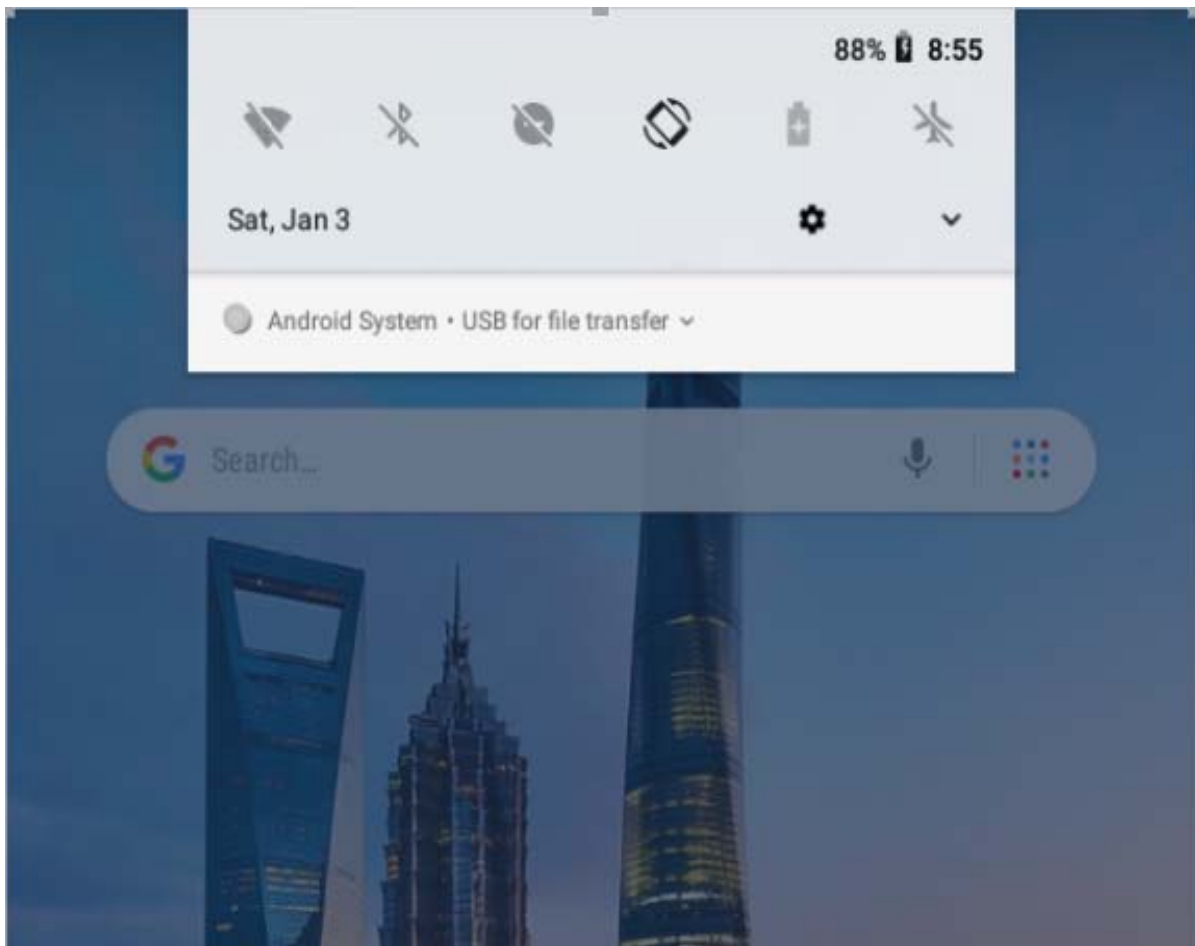 88% 8:55
Sat, Jan 3
Android System • USB for file transfer
Search...